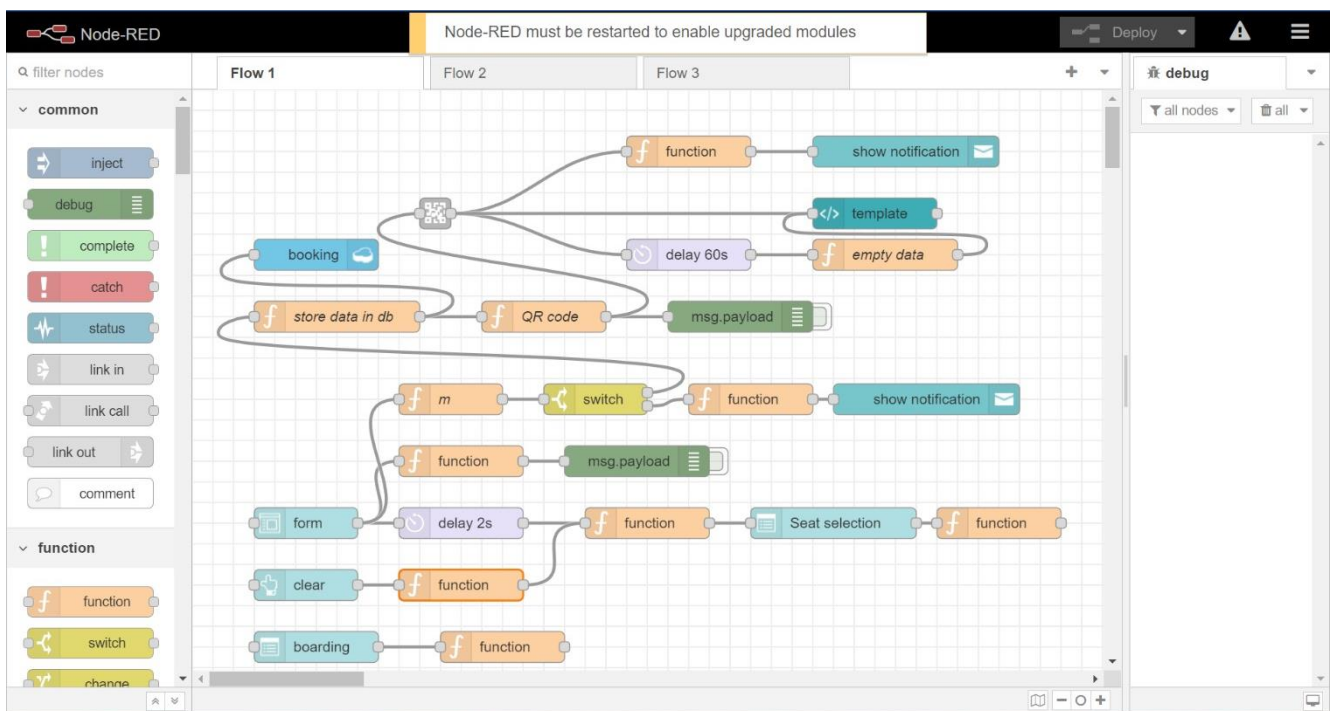 Node-RED
Node-RED must be restarted to enable upgraded modules
Deploy
filter nodes
Flow 1
Flow 2
Flow 3
debug
all nodes
all
common
inject
debug
complete
catch
status
link in
link call
link out
comment
function
function
switch
change
function
show notification
template
booking
delay 60s
empty data
store data in db
QR code
msg.payload
m
switch
function
show notification
function
msg.payload
form
delay 2s
function
Seat selection
function
clear
function
boarding
function